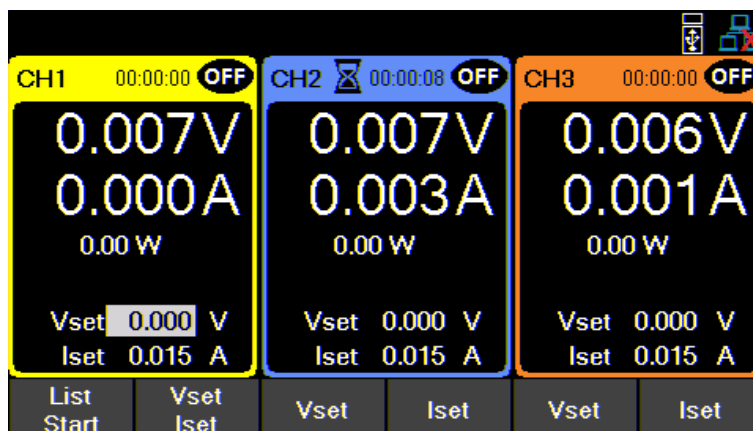 CH1 00:00:00 OFF
0.007V
0.000A
0.00 W
Vset 0.000 V
Iset 0.015 A
CH2 00:00:08 OFF
0.007V
0.003A
0.00 W
Vset 0.000 V
Iset 0.015 A
CH3 00:00:00 OFF
0.006V
0.001A
0.00 W
Vset 0.000 V
Iset 0.015 A
List
Start
Vset
Iset
Vset
Iset
Vset
Iset